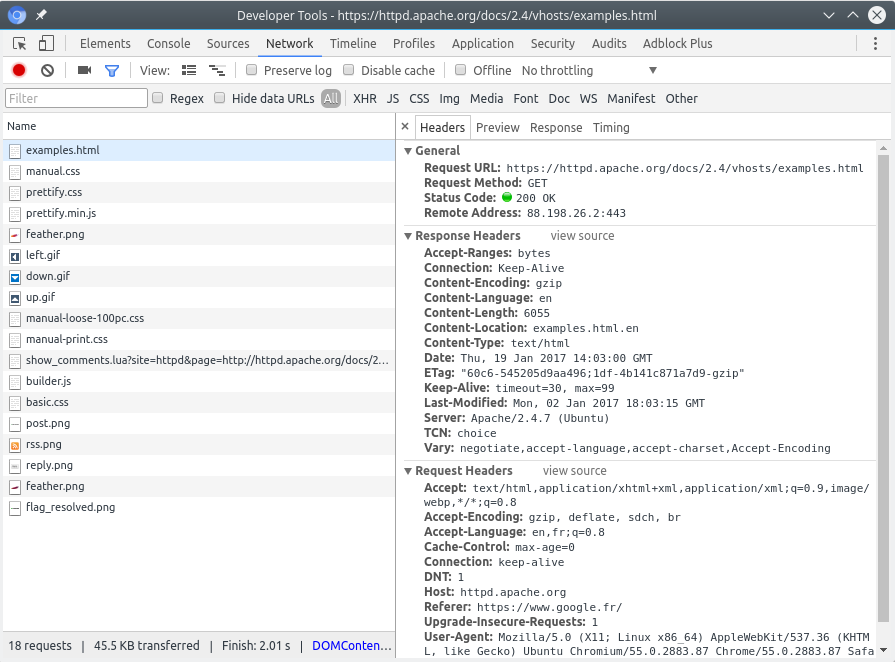 Developer Tools - https://httpd.apache.org/docs/2.4/vhosts/examples.html
Elements Console Sources Network Timeline Profiles Application Security Audits Adblock Plus
View: Preserve log Disable cache Offline No throttling
Filter Regex Hide data URLs All XHR JS CSS Img Media Font Doc WS Manifest Other
Name
examples.html
manual.css
prettify.css
prettify.min.js
feather.png
left.gif
down.gif
up.gif
manual-loose-100pc.css
manual-print.css
show_comments.lua?site=httpd&page=http://httpd.apache.org/docs/2...
builder.js
basic.css
post.png
rss.png
reply.png
feather.png
flag_resolved.png
18 requests | 45.5 KB transferred | Finish: 2.01 s | DOMConten...
× Headers Preview Response Timing
General
Request URL: https://httpd.apache.org/docs/2.4/vhosts/examples.html
Request Method: GET
Status Code: 200 OK
Remote Address: 88.198.26.2:443
Response Headers view source
Accept-Ranges: bytes
Connection: Keep-Alive
Content-Encoding: gzip
Content-Language: en
Content-Length: 6055
Content-Location: examples.html.en
Content-Type: text/html
Date: Thu, 19 Jan 2017 14:03:00 GMT
ETag: "60c6-545205d9aa496;1df-4b141c871a7d9-gzip"
Keep-Alive: timeout=30, max=99
Last-Modified: Mon, 02 Jan 2017 18:03:15 GMT
Server: Apache/2.4.7 (Ubuntu)
TCN: choice
Vary: negotiate,accept-language,accept-charset,Accept-Encoding
Request Headers view source
Accept: text/html,application/xhtml+xml,application/xml;q=0.9,image/
webp,*/*;q=0.8
Accept-Encoding: gzip, deflate, sdch, br
Accept-Language: en,fr;q=0.8
Cache-Control: max-age=0
Connection: keep-alive
DNT: 1
Host: httpd.apache.org
Referer: https://www.google.fr/
Upgrade-Insecure-Requests: 1
User-Agent: Mozilla/5.0 (X11; Linux x86_64) AppleWebKit/537.36 (KHTM
L, like Gecko) Ubuntu Chromium/55.0.2883.87 Chrome/55.0.2883.87 Safa